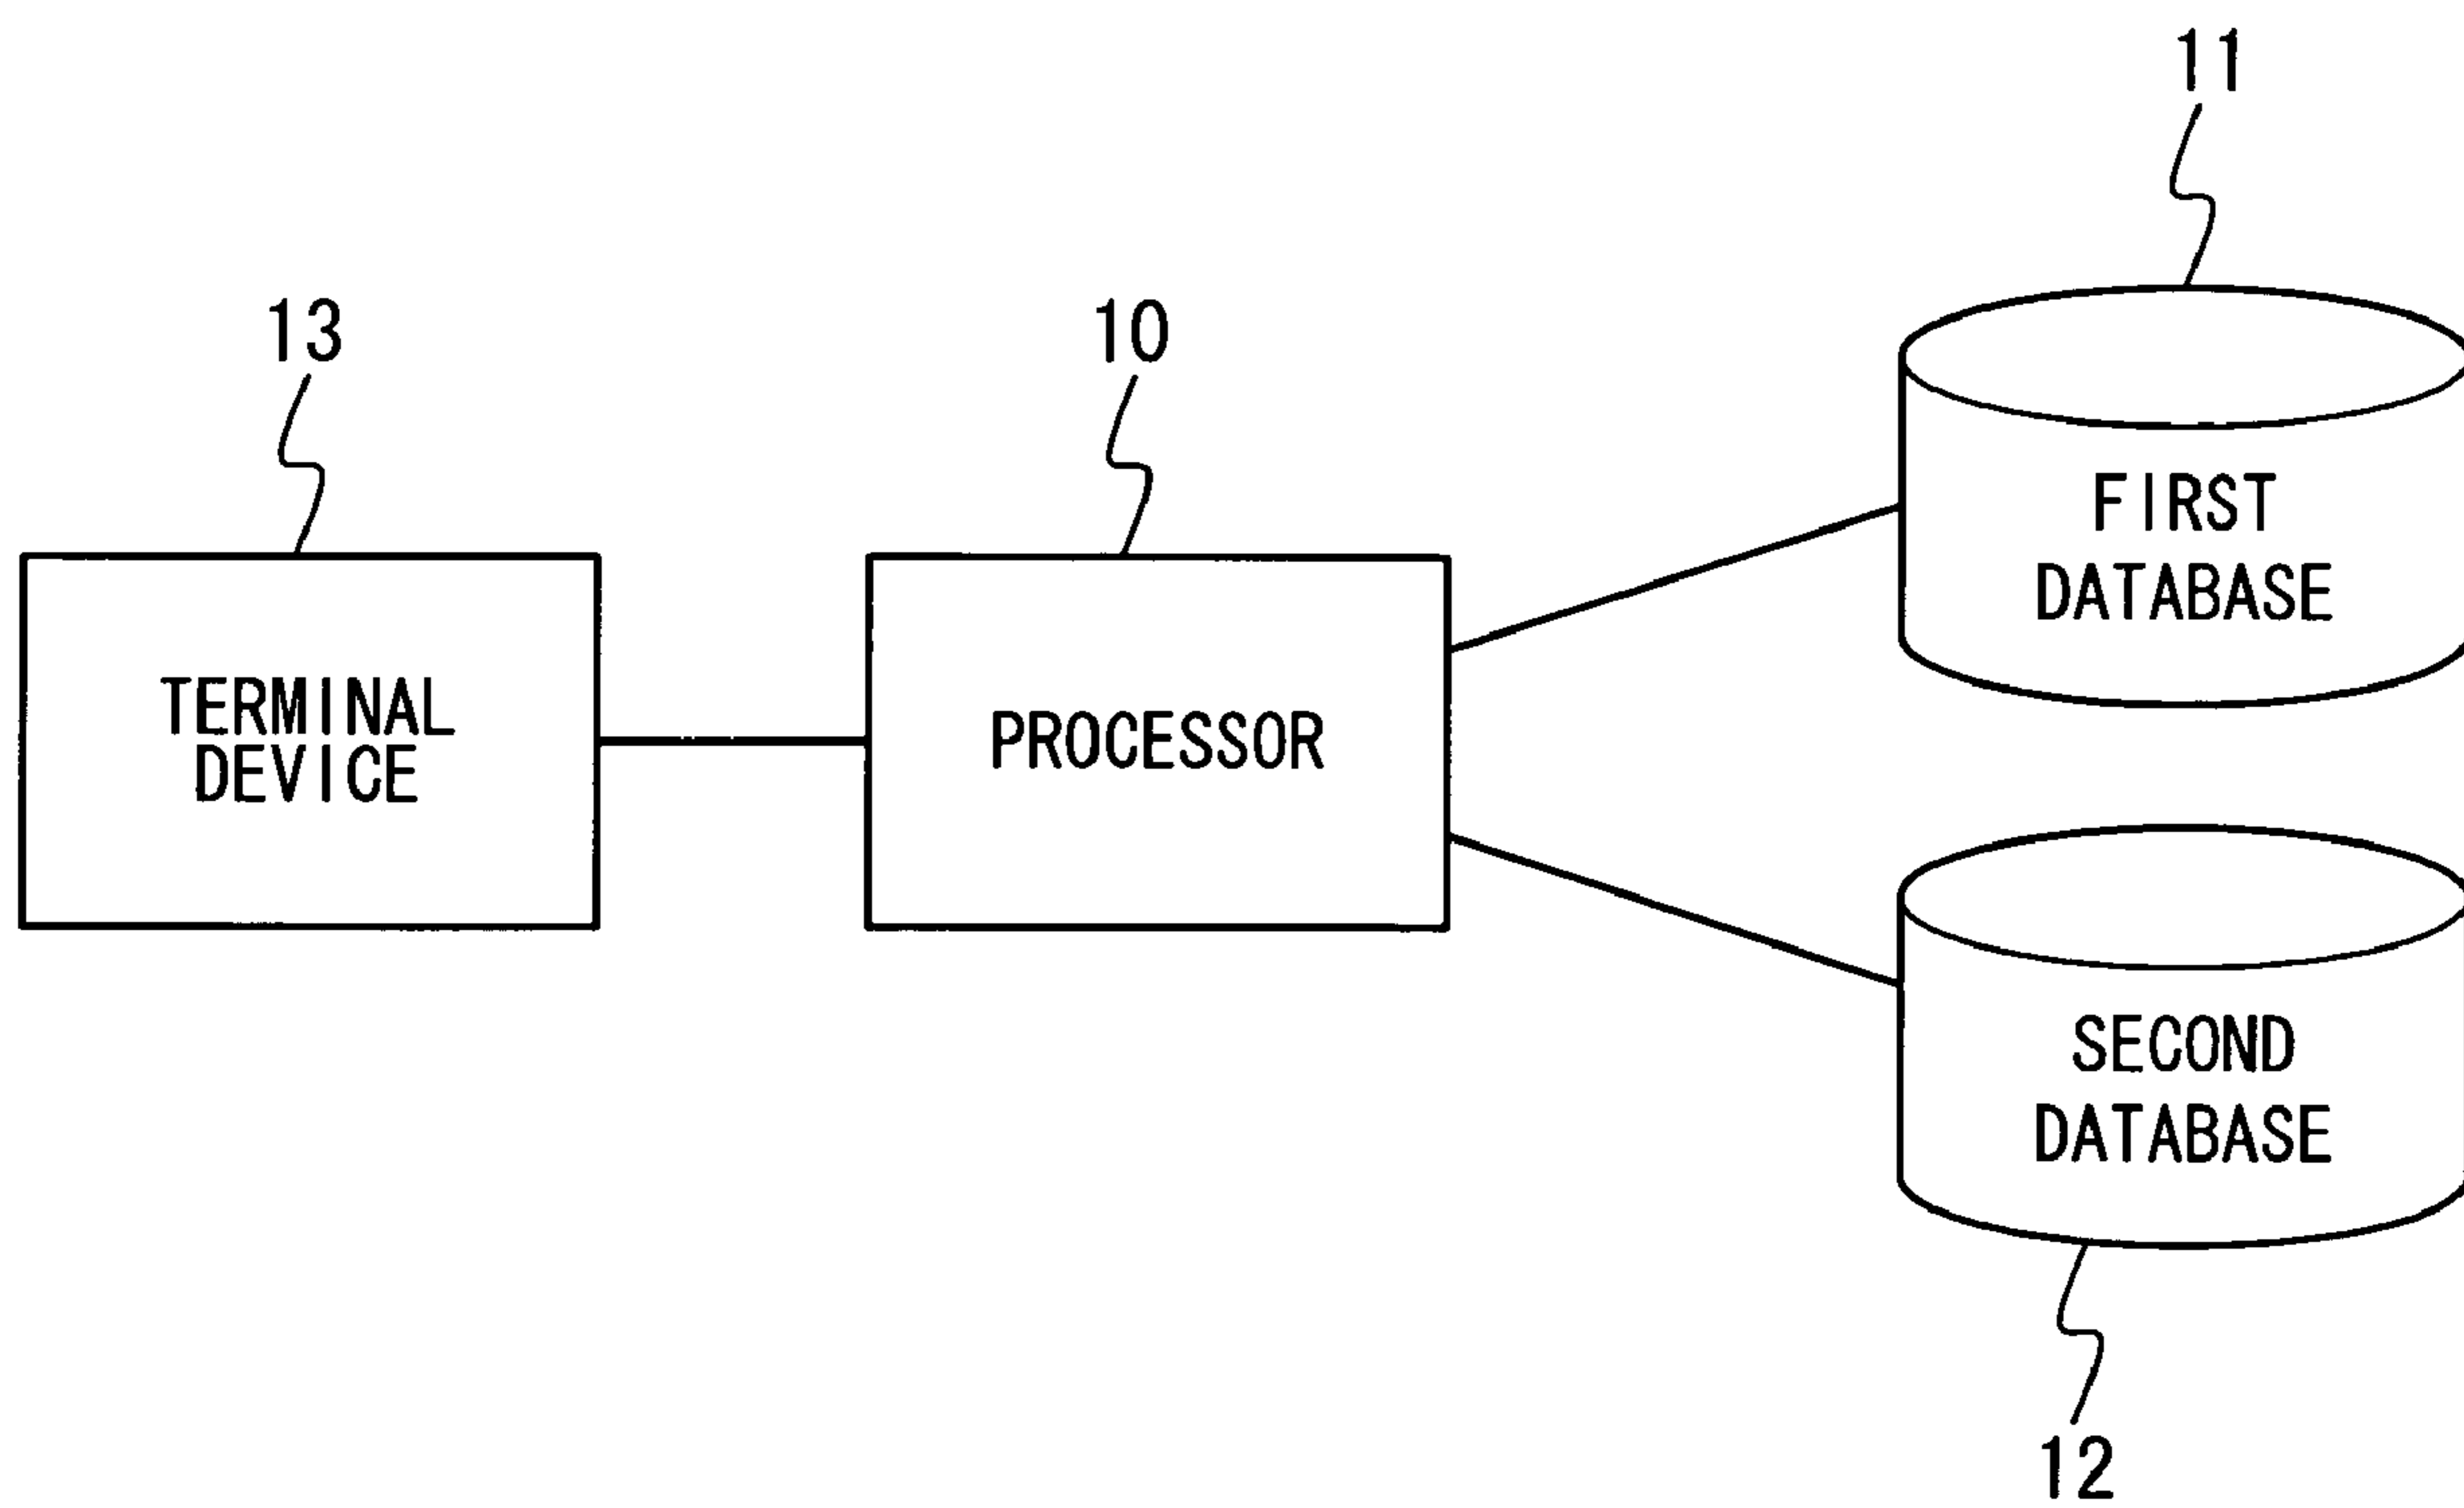 11
13
10
FIRST
DATABASE
TERMINAL
DEVICE
PROCESSOR
SECOND
DATABASE
12